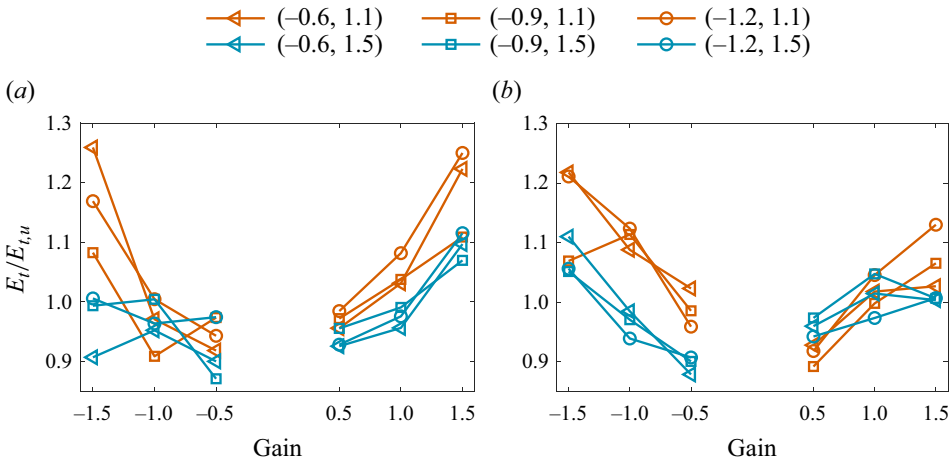 (–0.6, 1.1) (–0.9, 1.1) (–1.2, 1.1)
(–0.6, 1.5) (–0.9, 1.5) (–1.2, 1.5)
(a) (b)
1.3 1.3
1.2 1.2
1.1 1.1
1.0 1.0
0.9 0.9
E_t/E_{t,u}
–1.5 –1.0 –0.5 0.5 1.0 1.5 –1.5 –1.0 –0.5 0.5 1.0 1.5
Gain Gain